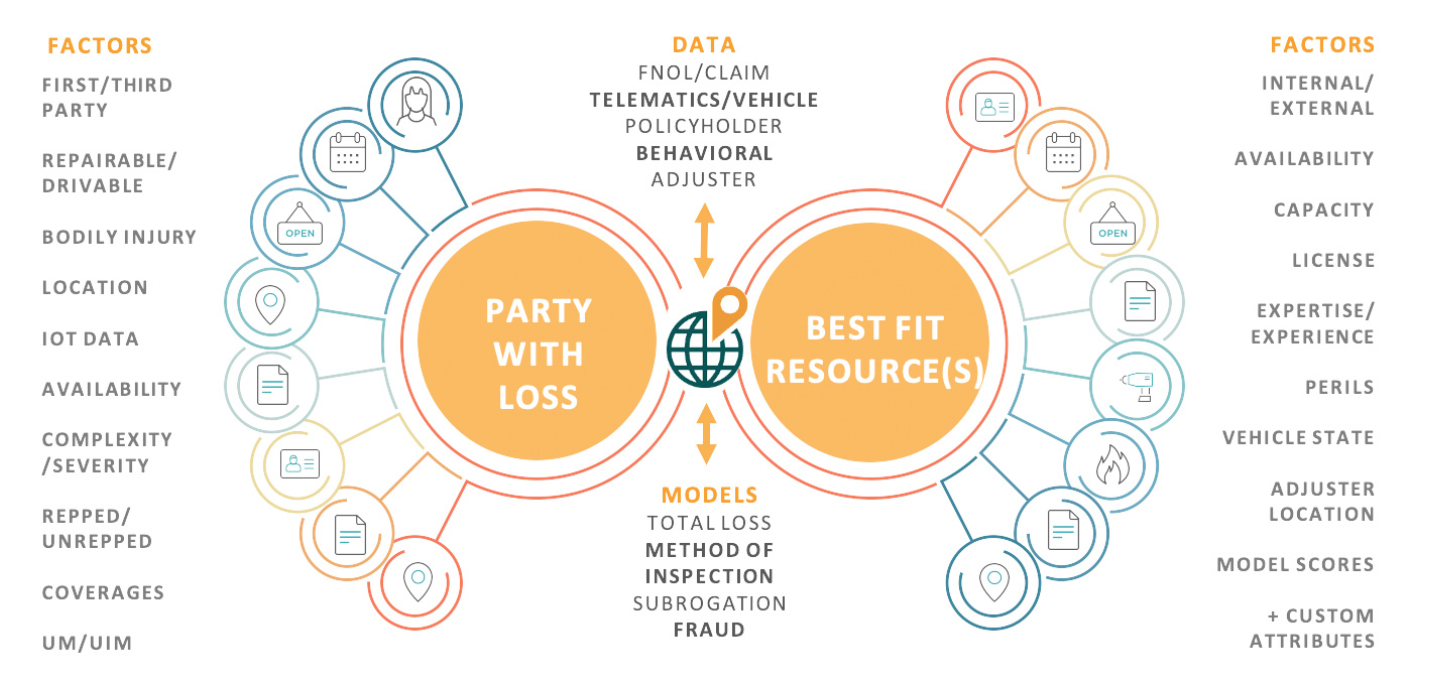 FACTORS
FIRST/THIRD
PARTY
REPAIRABLE/
DRIVABLE
BODILY INJURY
LOCATION
IOT DATA
AVAILABILITY
COMPLEXITY
/SEVERITY
REPPED/
UNREPPED
COVERAGES
UM/UIM
OPEN
PARTY
WITH
LOSS
DATA
FNOL/CLAIM
TELEMATICS/VEHICLE
POLICYHOLDER
BEHAVIORAL
ADJUSTER
MODELS
TOTAL LOSS
METHOD OF
INSPECTION
SUBROGATION
FRAUD
BEST FIT
RESOURCE(S)
OPEN
FACTORS
INTERNAL/
EXTERNAL
AVAILABILITY
CAPACITY
LICENSE
EXPERTISE/
EXPERIENCE
PERILS
VEHICLE STATE
ADJUSTER
LOCATION
MODEL SCORES
+ CUSTOM
ATTRIBUTES